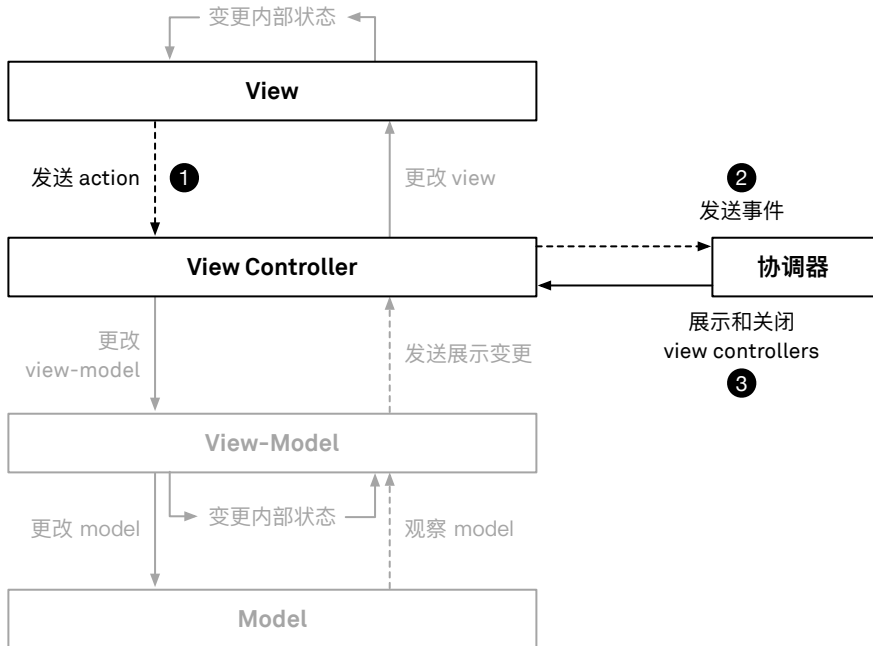 变更内部状态
View
发送 action
1
更改 view
2
发送事件
View Controller
协调器
更改
view-model
发送展示变更
展示和关闭
view controllers
3
View-Model
更改 model
变更内部状态
观察 model
Model